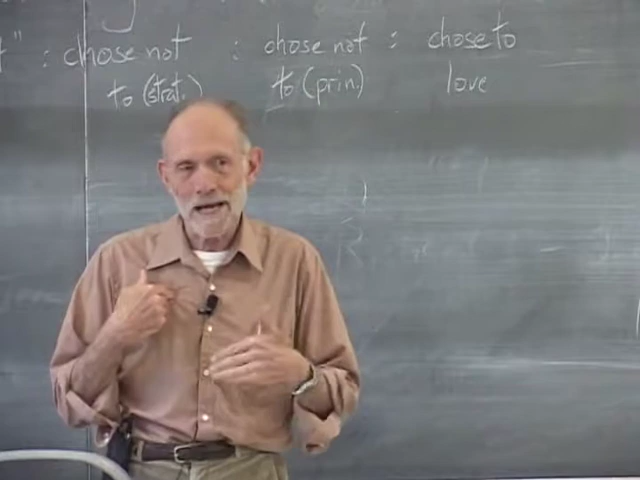 " : chose not : chose not : chose to
to (strat.) to (prin.) love